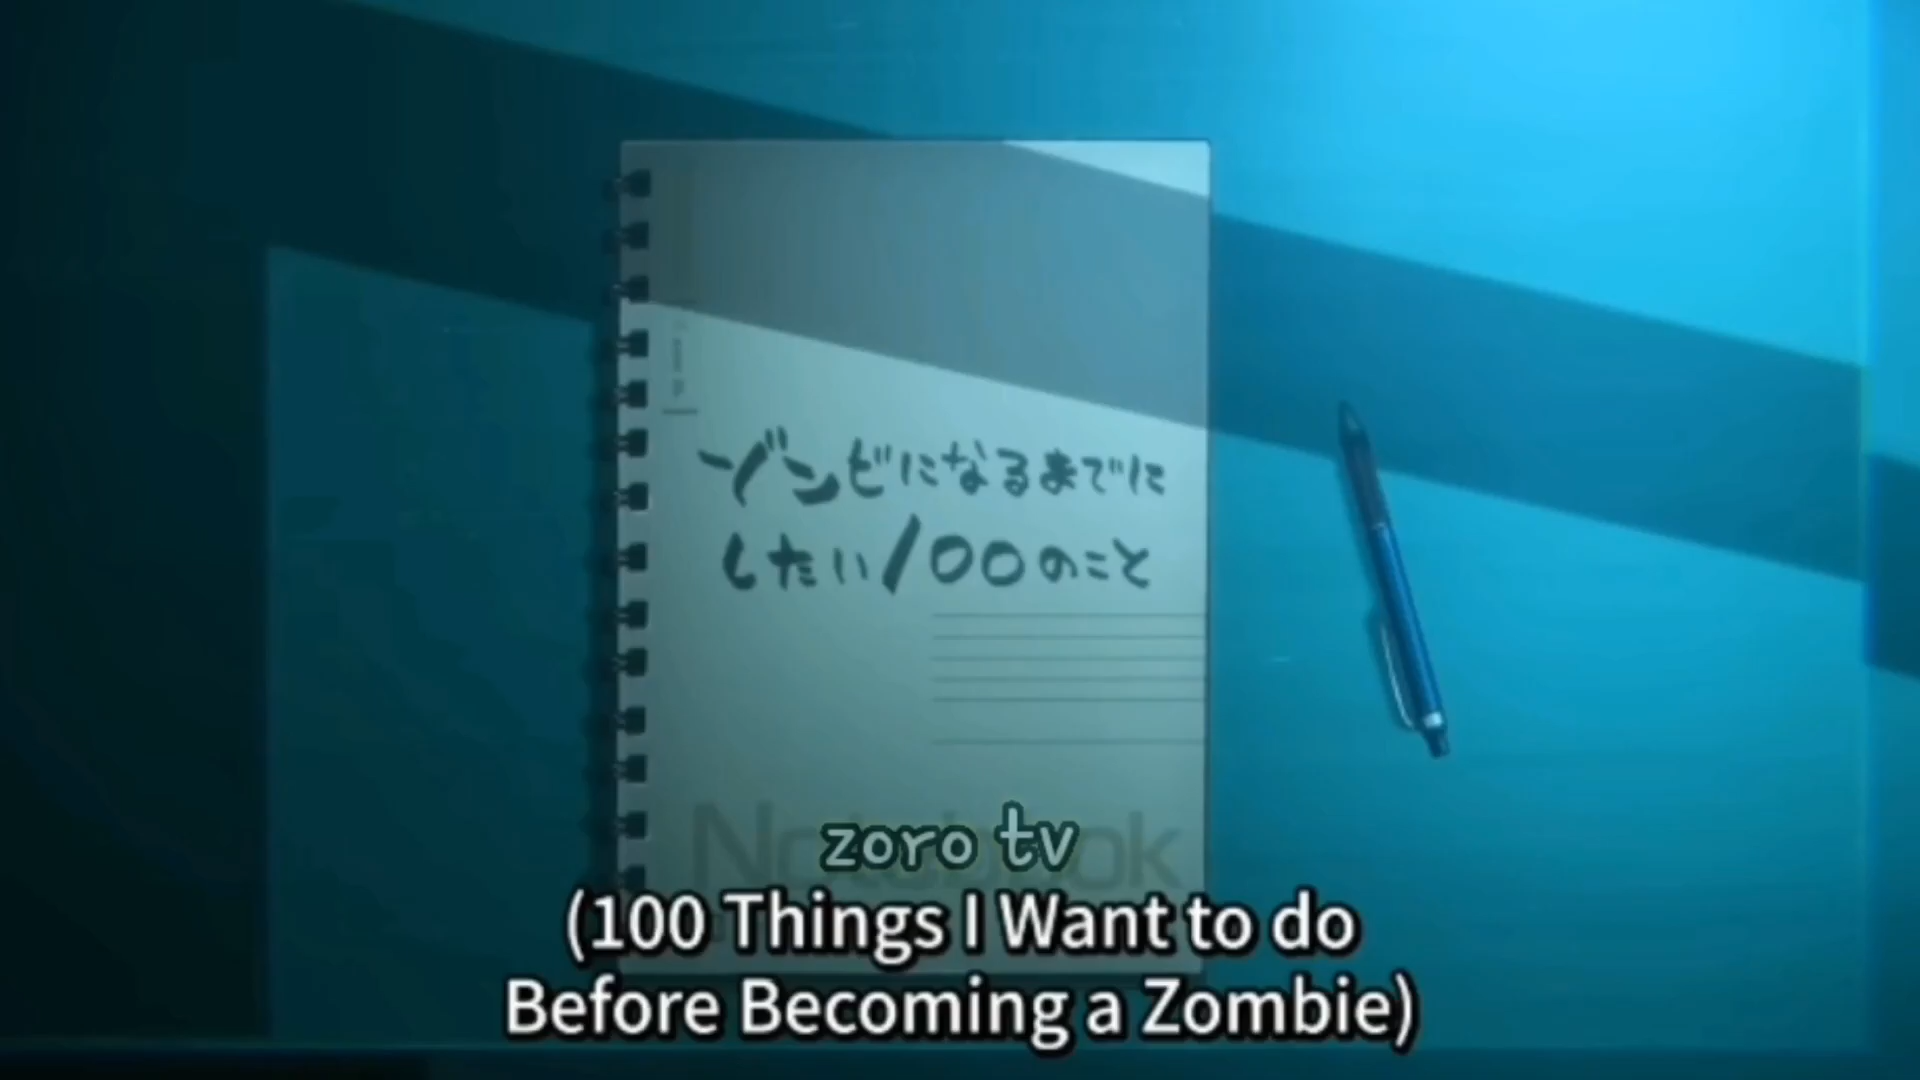 ゾンビになるまでに
したい100のこと
Notebook
zoro tv
(100 Things I Want to do
Before Becoming a Zombie)